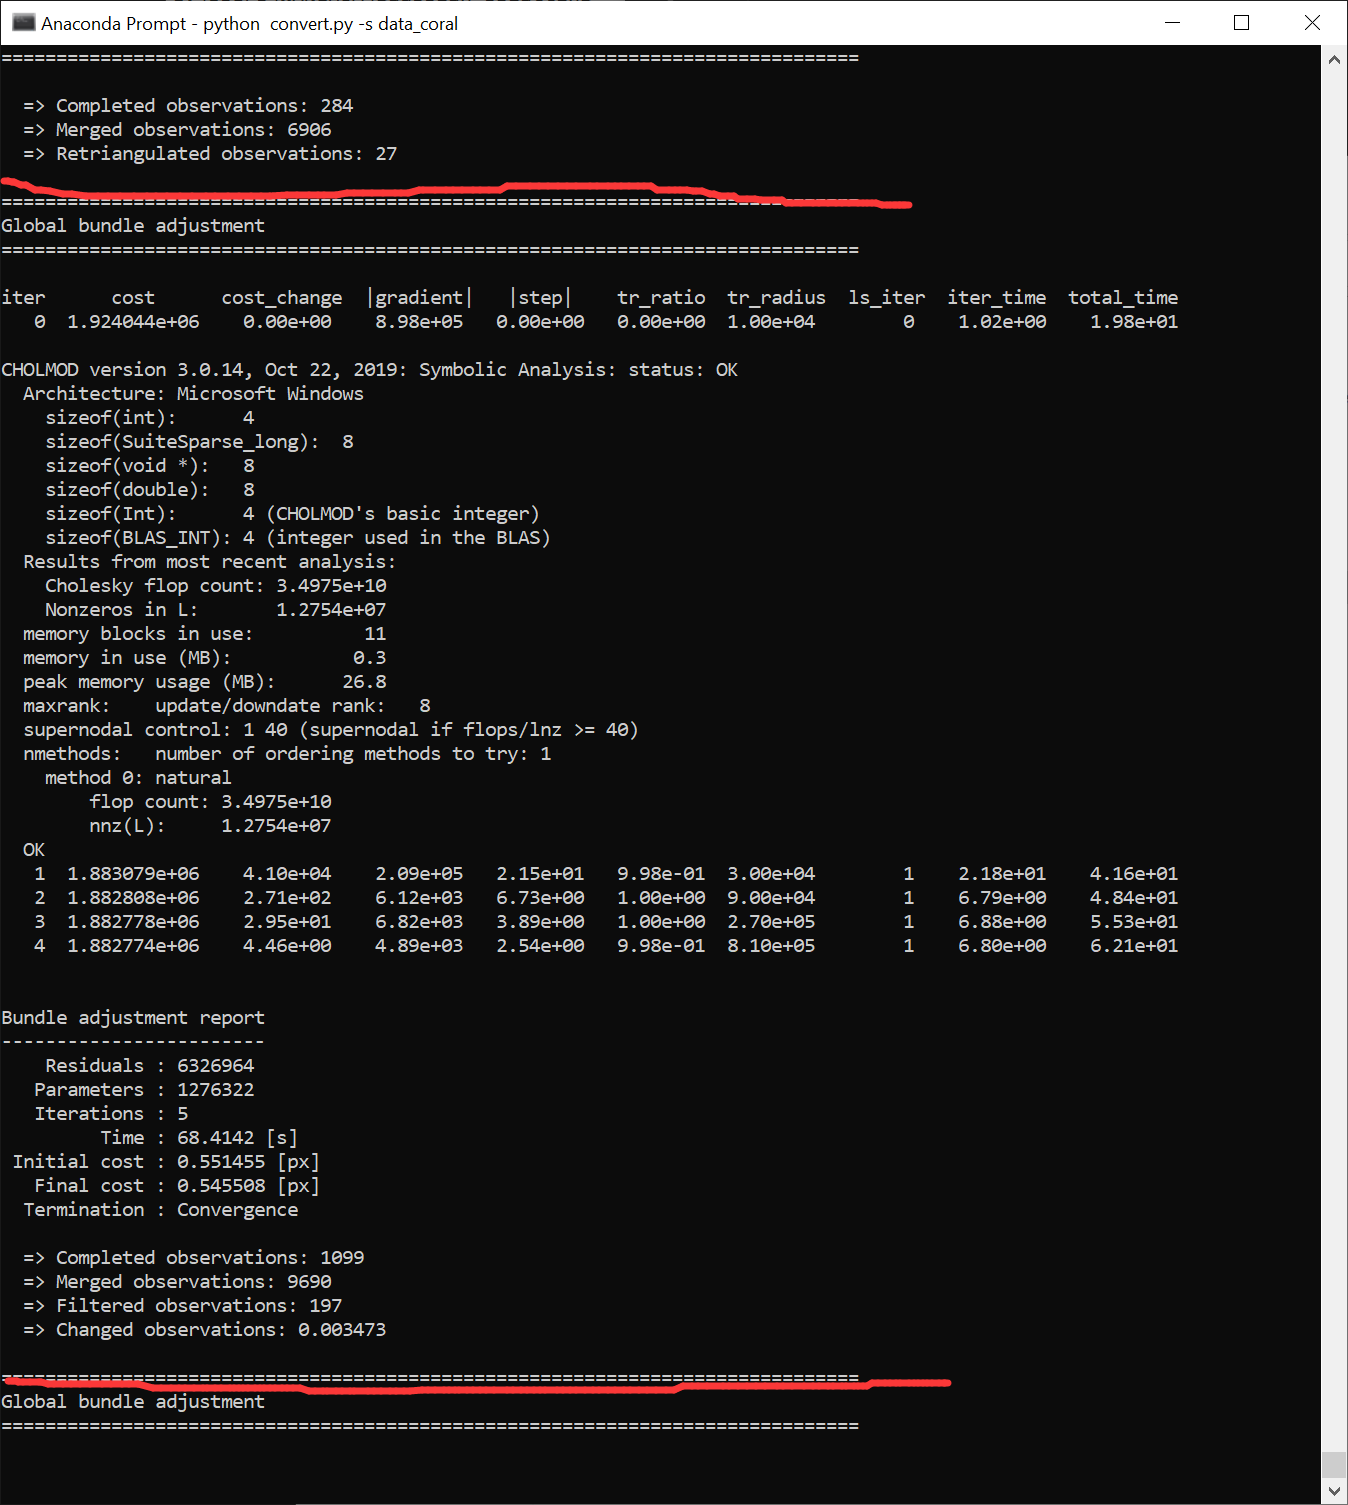 Anaconda Prompt - python  convert.py -s data_coral
==============================================================================
=> Completed observations: 284
=> Merged observations: 6906
=> Retriangulated observations: 27
==============================================================================
Global bundle adjustment
==============================================================================
iter      cost      cost_change  |gradient|   |step|    tr_ratio  tr_radius  ls_iter  iter_time  total_time
0  1.924044e+06    0.00e+00    8.98e+05   0.00e+00   0.00e+00  1.00e+04        0    1.02e+00    1.98e+01
CHOLMOD version 3.0.14, Oct 22, 2019: Symbolic Analysis: status: OK
Architecture: Microsoft Windows
sizeof(int):      4
sizeof(SuiteSparse_long):  8
sizeof(void *):   8
sizeof(double):   8
sizeof(Int):      4 (CHOLMOD's basic integer)
sizeof(BLAS_INT): 4 (integer used in the BLAS)
Results from most recent analysis:
Cholesky flop count: 3.4975e+10
Nonzeros in L:       1.2754e+07
memory blocks in use:          11
memory in use (MB):           0.3
peak memory usage (MB):      26.8
maxrank:    update/downdate rank:   8
supernodal control: 1 40 (supernodal if flops/lnz >= 40)
nmethods:   number of ordering methods to try: 1
method 0: natural
flop count: 3.4975e+10
nnz(L):     1.2754e+07
OK
1  1.883079e+06    4.10e+04    2.09e+05   2.15e+01   9.98e-01  3.00e+04        1    2.18e+01    4.16e+01
2  1.882808e+06    2.71e+02    6.12e+03   6.73e+00   1.00e+00  9.00e+04        1    6.79e+00    4.84e+01
3  1.882778e+06    2.95e+01    6.82e+03   3.89e+00   1.00e+00  2.70e+05        1    6.88e+00    5.53e+01
4  1.882774e+06    4.46e+00    4.89e+03   2.54e+00   9.98e-01  8.10e+05        1    6.80e+00    6.21e+01
Bundle adjustment report
------------------------
Residuals : 6326964
Parameters : 1276322
Iterations : 5
Time : 68.4142 [s]
Initial cost : 0.551455 [px]
Final cost : 0.545508 [px]
Termination : Convergence
=> Completed observations: 1099
=> Merged observations: 9690
=> Filtered observations: 197
=> Changed observations: 0.003473
==============================================================================
Global bundle adjustment
==============================================================================